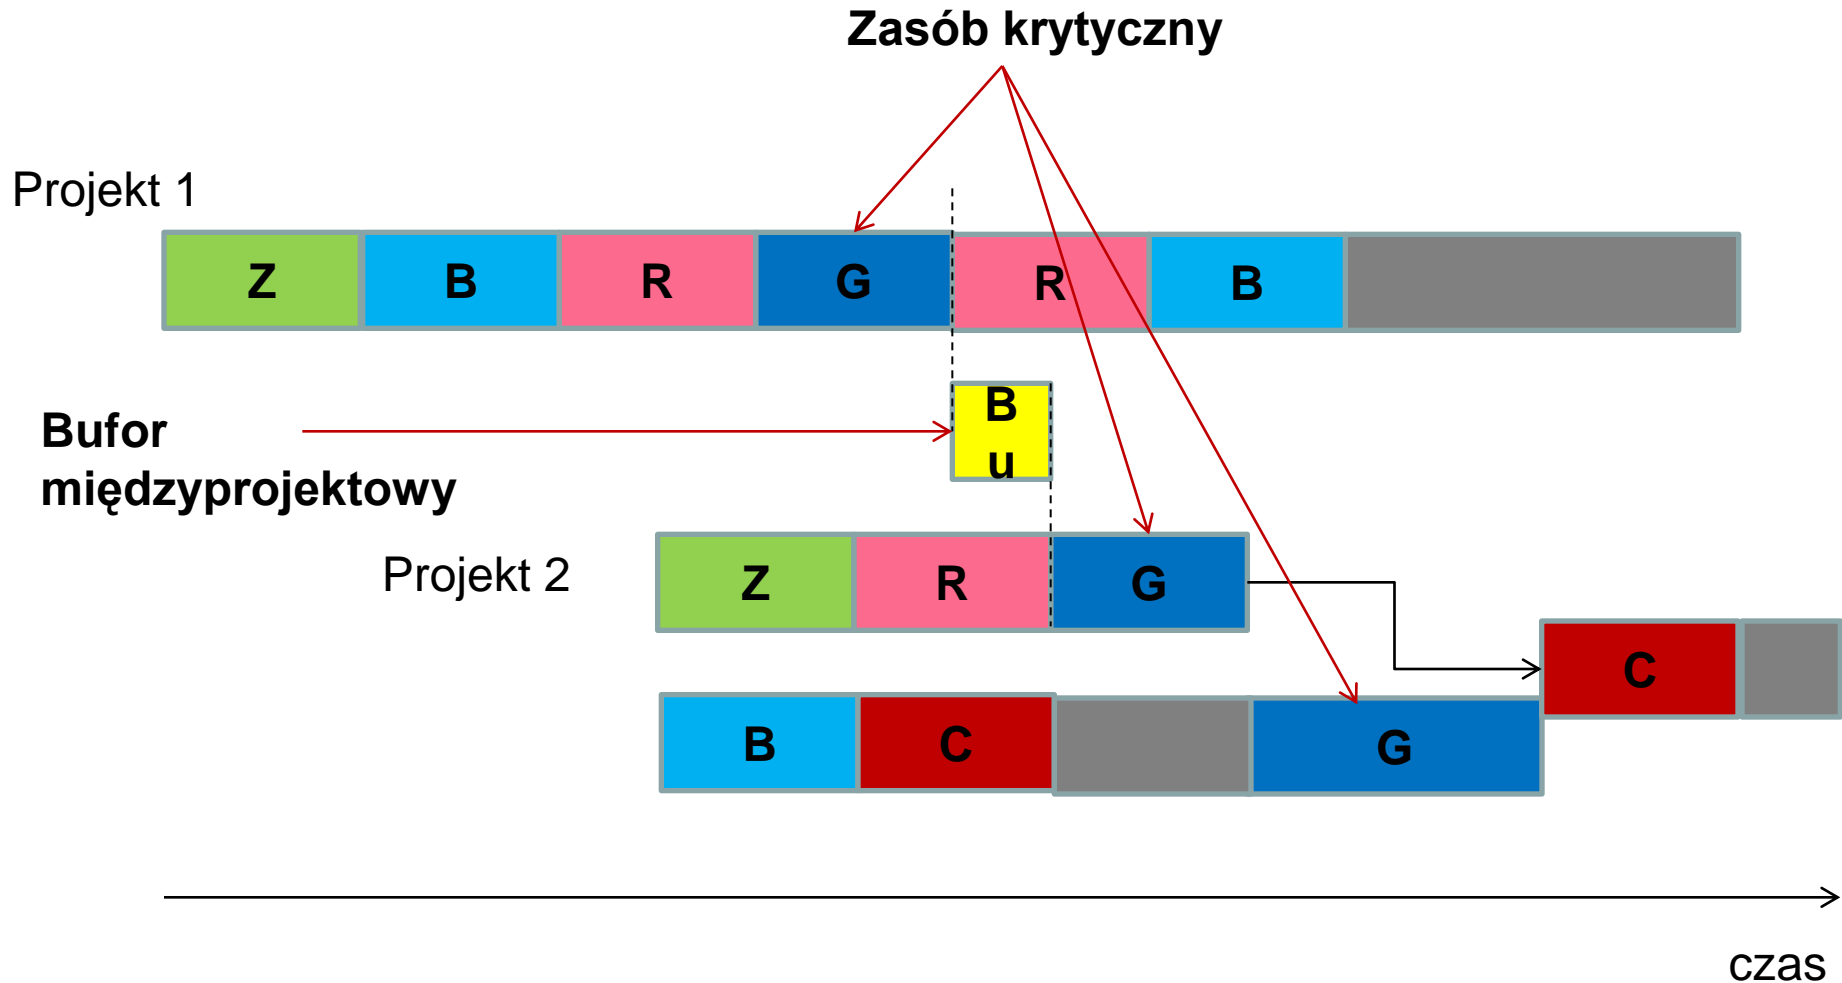 Zasób krytyczny
Projekt 1
Z B R G R B
Bufor
międzyprojektowy
B
u
Projekt 2
Z R G
C
B C G
czas